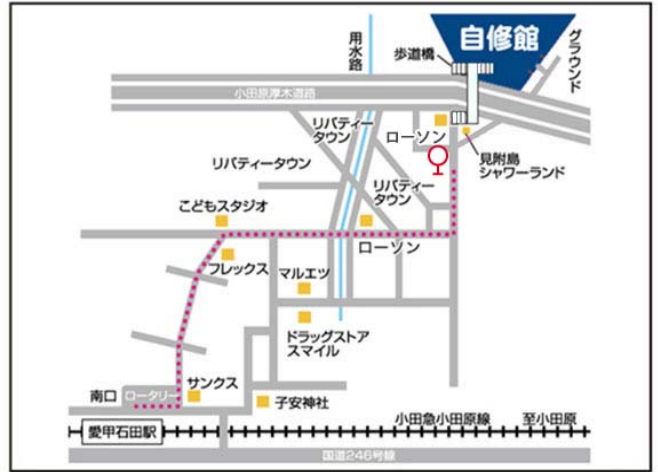 自修館
グラウンド
歩道橋
用水路
小田原厚木道路
リバティー
タウン
ローソン
見附島
シャワーランド
リバティータウン
リバティー
タウン
こどもスタジオ
ローソン
フレックス
マルエツ
ドラッグストア
スマイル
サンクス
南口
ロータリー
子安神社
小田急小田原線
至小田原
愛甲石田駅
国道246号線